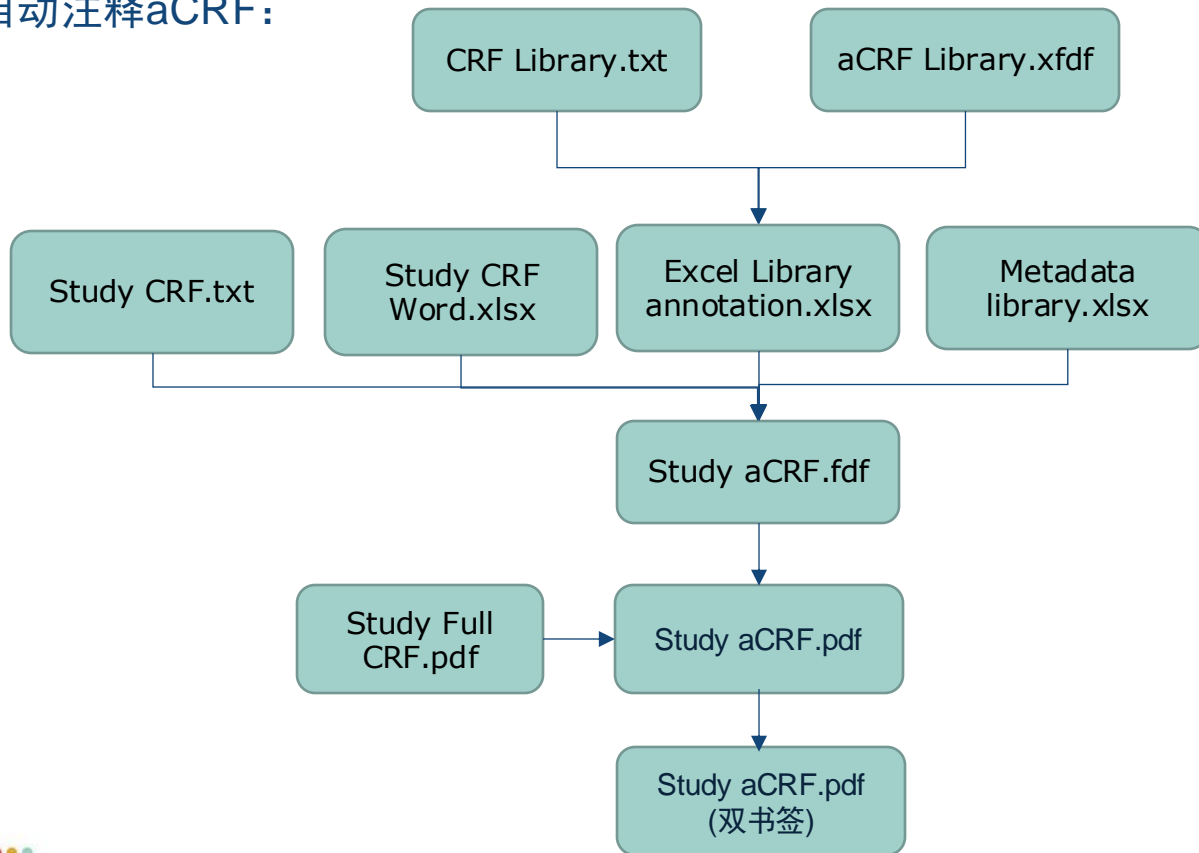 自动注释aCRF：
CRF Library.txt
aCRF Library.xfdf
Study CRF.txt
Study CRF
Word.xlsx
Excel Library
annotation.xlsx
Metadata
library.xlsx
Study aCRF.fdf
Study Full
CRF.pdf
Study aCRF.pdf
Study aCRF.pdf
(双书签)